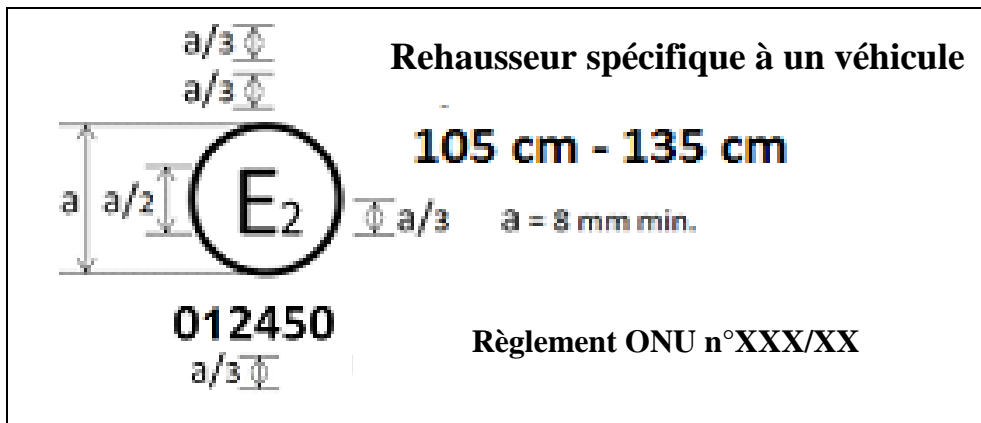 a/3
Rehausseur spécifique à un véhicule
a/3
105 cm - 135 cm
a
a/2
E2
a/3
a = 8 mm min.
012450
Règlement ONU n°XXX/XX
a/3